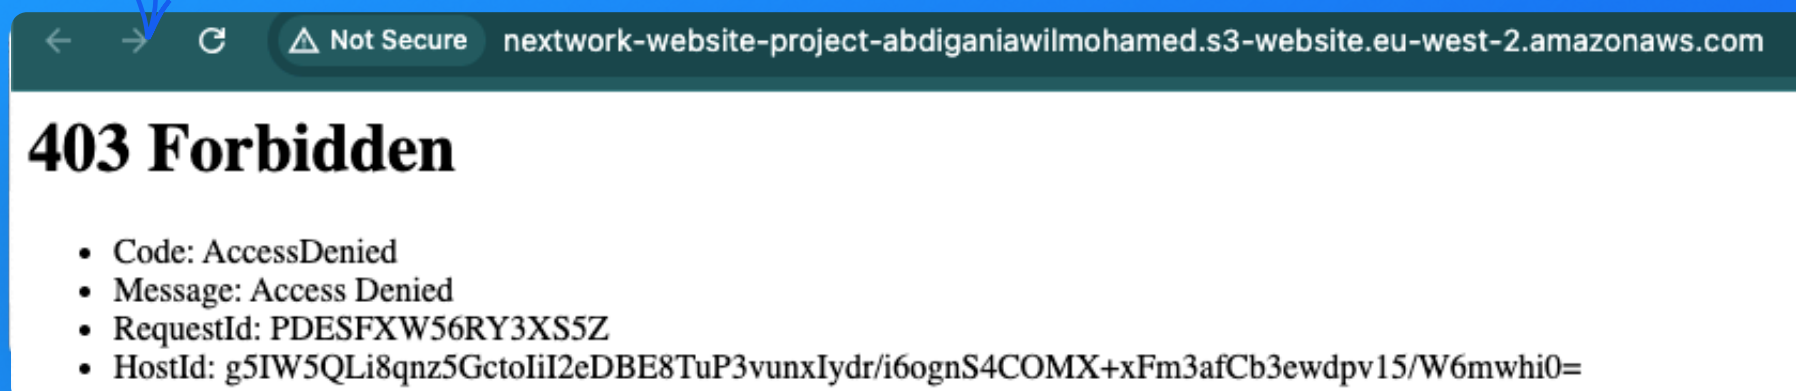 Not Secure nextwork-website-project-abdiganiawilmohamed.s3-website.eu-west-2.amazonaws.com
403 Forbidden
• Code: AccessDenied
• Message: Access Denied
• RequestId: PDESFXW56RY3XS5Z
• HostId: g5IW5QLi8qnz5GctoIiI2eDBE8TuP3vunxIydr/i6ognS4COMX+xFm3afCb3ewdpv15/W6mwhi0=